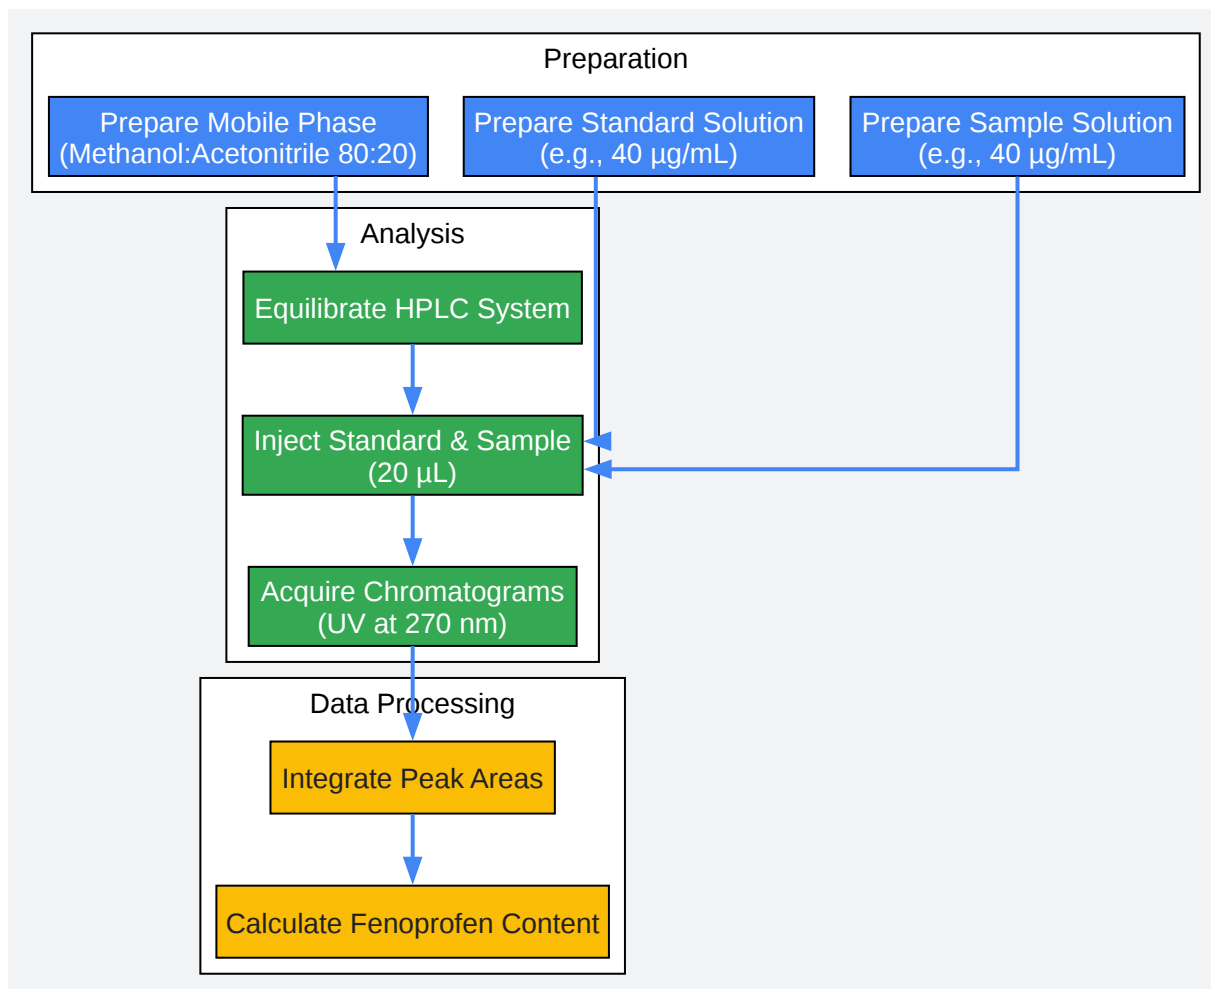 Preparation
Prepare Mobile Phase
(Methanol:Acetonitrile 80:20)
Prepare Standard Solution
(e.g., 40 µg/mL)
Prepare Sample Solution
(e.g., 40 µg/mL)
Analysis
Equilibrate HPLC System
Inject Standard & Sample
(20 µL)
Acquire Chromatograms
(UV at 270 nm)
Data Processing
Integrate Peak Areas
Calculate Fenoprofen Content